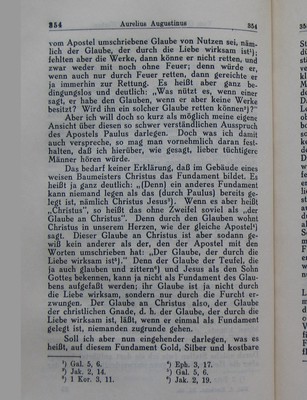 354 Aurelius Augustinus 354
vom Apostel umschriebene Glaube von Nutzen sei, näm-
lich der Glaube, der durch die Liebe wirksam ist¹);
fehlten aber die Werke, dann könne er nicht retten, und
zwar weder mit noch ohne Feuer; denn würde er,
wenn auch nur durch Feuer retten, dann gereichte er
ja immerhin zur Rettung. Es heißt aber ganz be-
dingungslos und deutlich: „Was nützt es, wenn einer
sagt, er habe den Glauben, wenn er aber keine Werke
besitzt? Wird ihn ein solcher Glaube retten können²)?"
Aber ich will doch so kurz als möglich meine eigene
Ansicht über diesen so schwer verständlichen Ausspruch
des Apostels Paulus darlegen. Doch was ich damit
auch verspreche, so mag man vornehmlich daran fest-
halten, daß ich hierüber, wie gesagt, lieber tüchtigere
Männer hören würde.
Das bedarf keiner Erklärung, daß im Gebäude eines
weisen Baumeisters Christus das Fundament bildet. Es
heißt ja ganz deutlich: „[Denn] ein anderes Fundament
kann niemand legen als das [durch Paulus] bereits ge-
legt ist, nämlich Christus Jesus³). Wenn es aber heißt
„Christus", so heißt das ohne Zweifel soviel als „der
Glaube an Christus". Denn durch den Glauben wohnt
Christus in unserem Herzen, wie der gleiche Apostel⁴)
sagt. Dieser Glaube an Christus ist aber sodann ge-
wiß kein anderer als der, den der Apostel mit den
Worten umschrieben hat: „Der Glaube, der durch die
Liebe wirksam ist⁵)." Denn der Glaube der Teufel, die
ja auch glauben und zittern⁶) und Jesus als den Sohn
Gottes bekennen, kann ja nicht als Fundament des Glau-
bens aufgefaßt werden; ihr Glaube ist ja nicht durch
die Liebe wirksam, sondern nur durch die Furcht er-
zwungen. Der Glaube an Christus also, der Glaube
der christlichen Gnade, d. h. der Glaube, der durch die
Liebe wirksam ist, läßt, wenn er einmal als Fundament
gelegt ist, niemanden zugrunde gehen.
Soll ich aber nun eingehender darlegen, was es
heißt, auf diesem Fundament Gold, Silber und kostbare
¹) Gal. 5, 6. ⁴) Eph. 3, 17.
²) Jak. 2, 14. ⁵) Gal. 5, 6.
³) 1 Kor. 3, 11. ⁶) Jak. 2, 19.